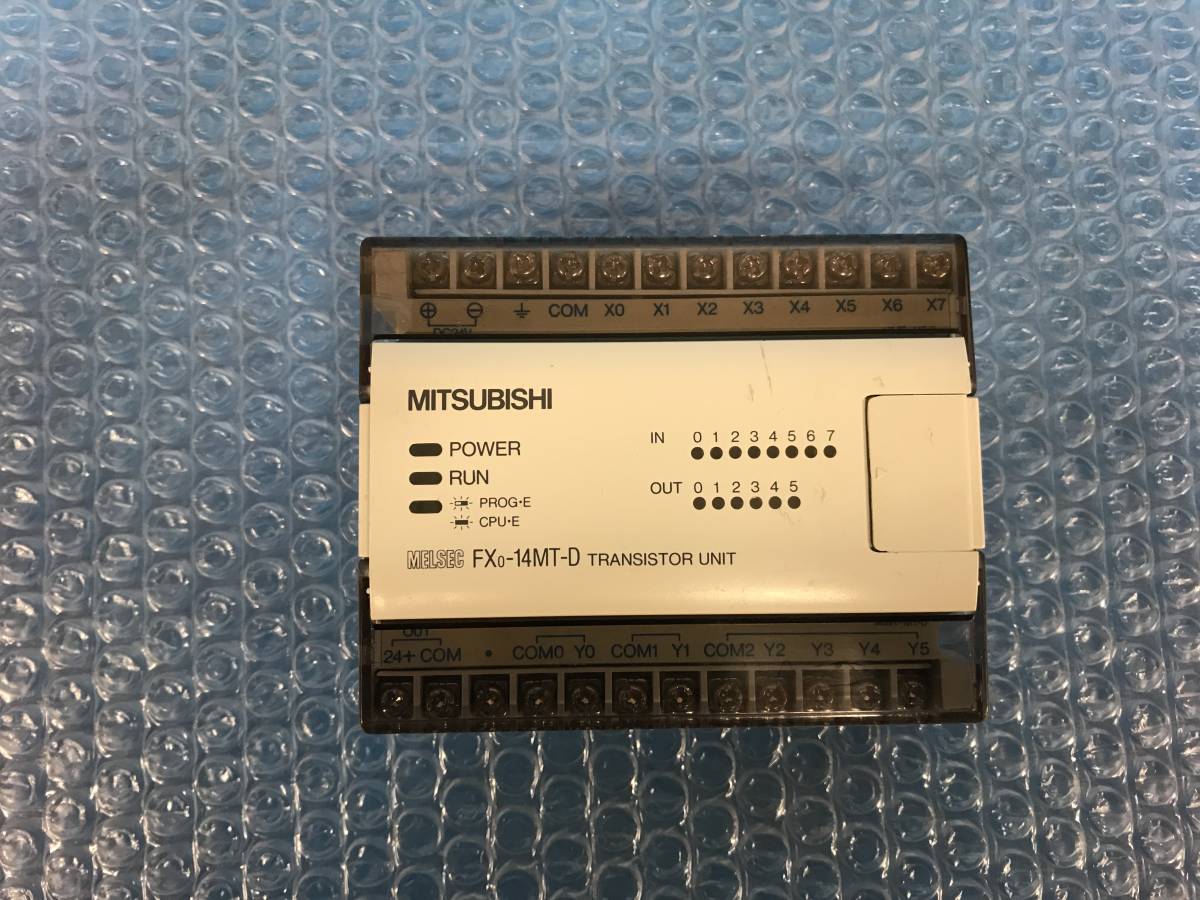 ⊕ ⊖ ⏚ COM X0 X1 X2 X3 X4 X5 X6 X7
DC24V
MITSUBISHI
POWER
RUN
PROG•E
CPU•E
IN 0 1 2 3 4 5 6 7
OUT 0 1 2 3 4 5
MELSEC FX0-14MT-D TRANSISTOR UNIT
OUT
24+ COM • COM0 Y0 COM1 Y1 COM2 Y2 Y3 Y4 Y5